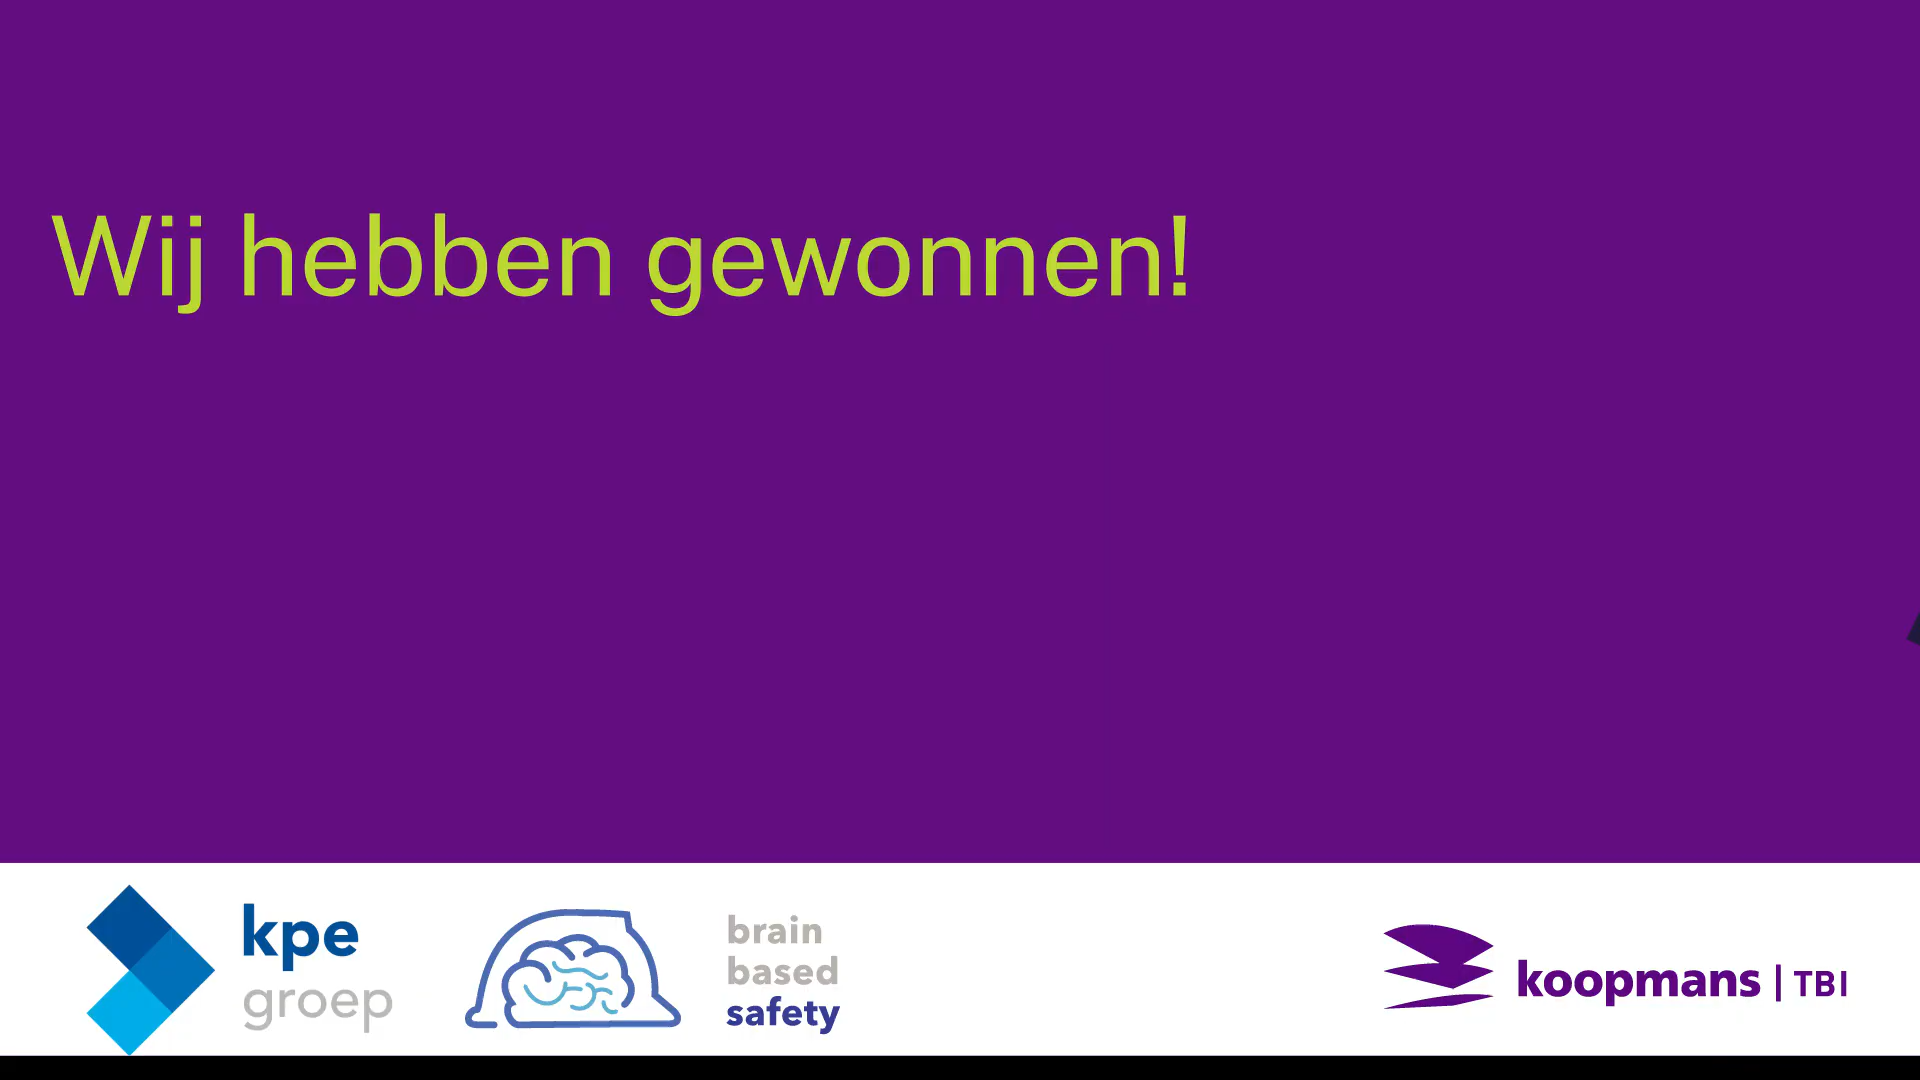 Wij hebben gewonnen!
kpe
groep
brain
based
safety
koopmans | TBI